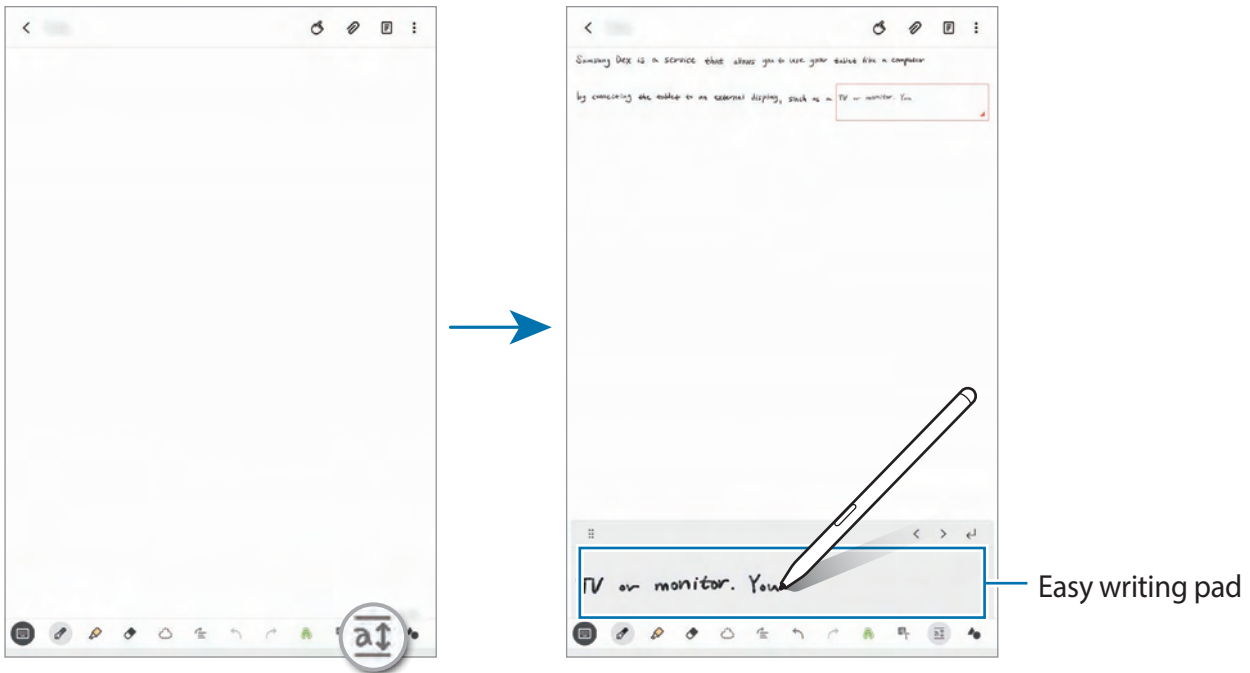 Samsung Dex is a service that allows you to use your tablet like a computer
by connecting the tablet to an external display, such as a TV or monitor. You
TV or monitor. You
Easy writing pad
a